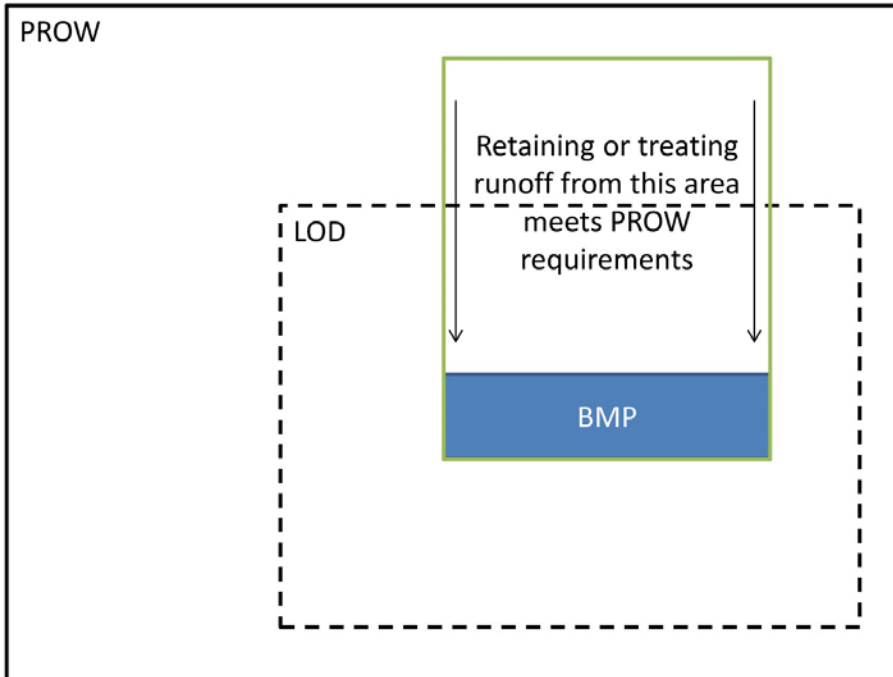 PROW
Retaining or treating
runoff from this area
meets PROW
requirements
LOD
BMP